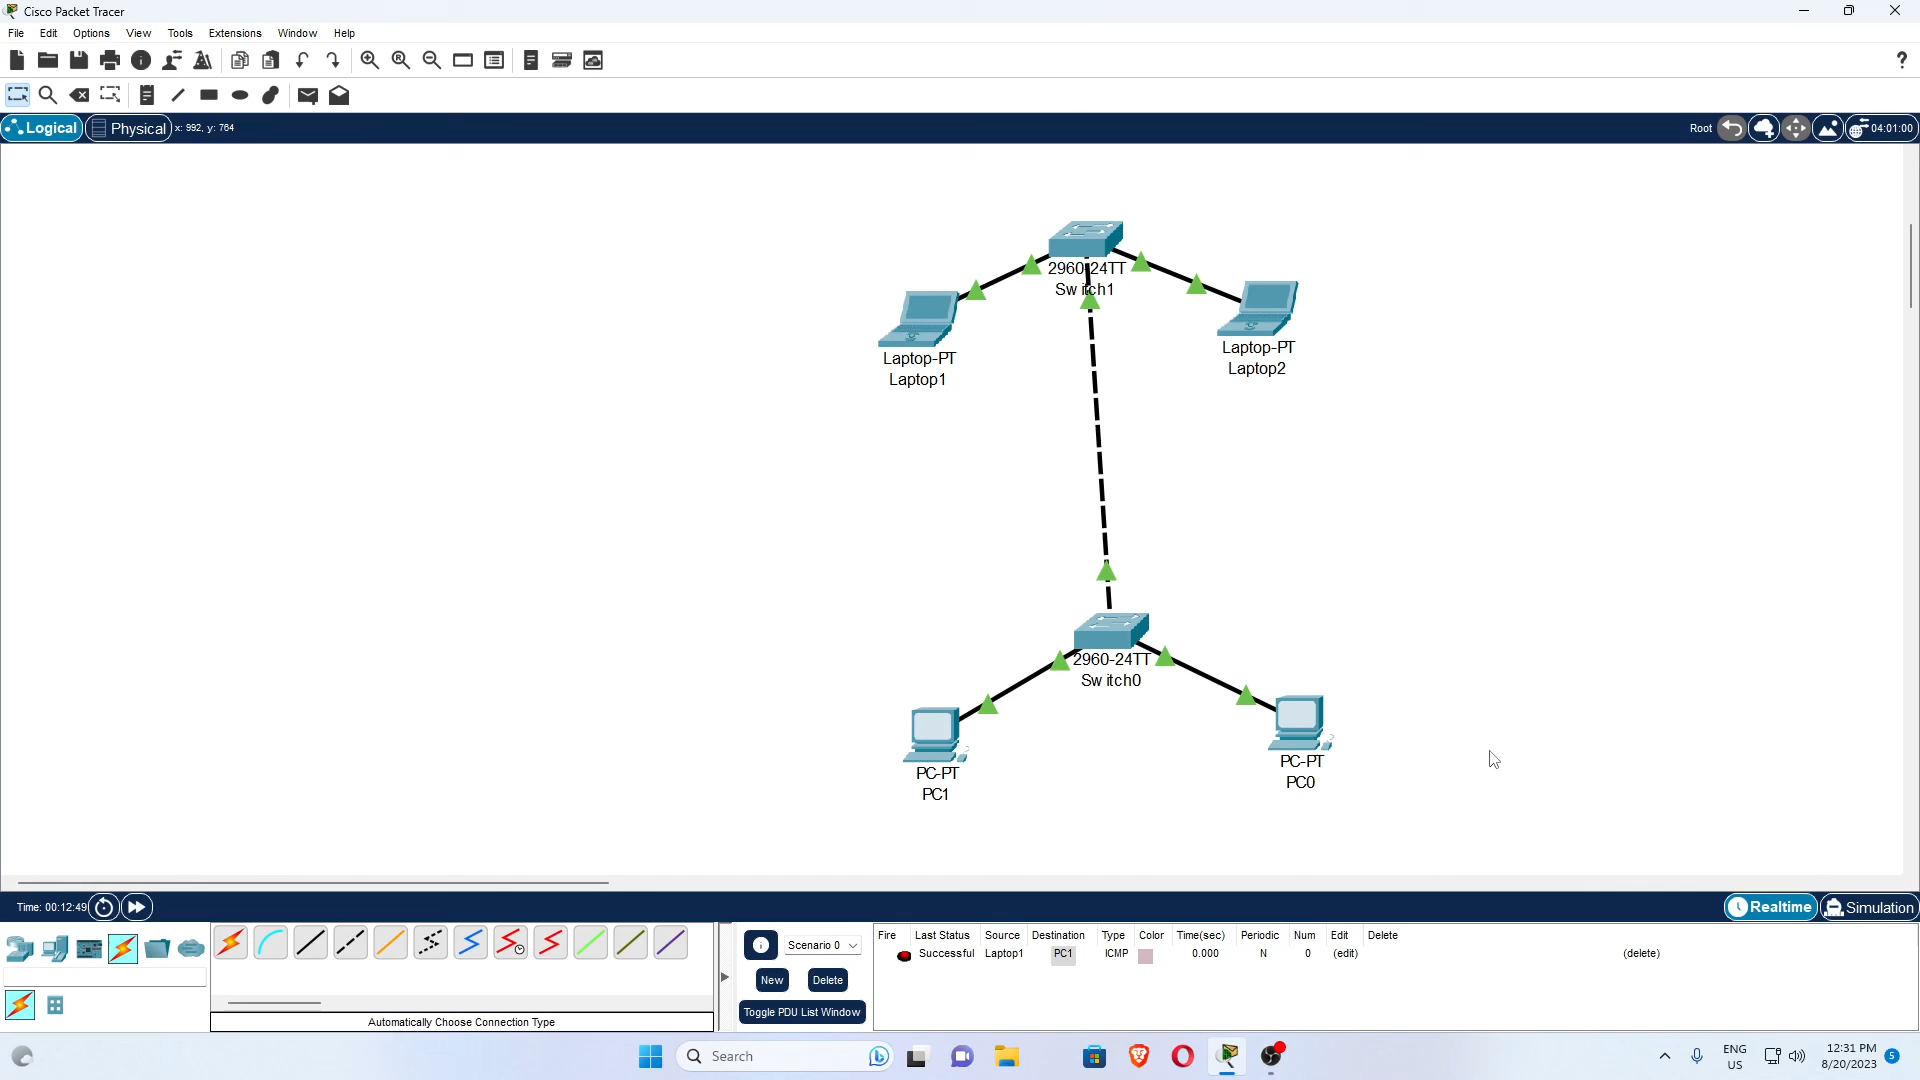 Cisco Packet Tracer
File Edit Options View Tools Extensions Window Help
?
Logical Physical x: 992, y: 764 Root 04:01:00
2960-24TT
Switch1
Laptop-PT
Laptop1
Laptop-PT
Laptop2
2960-24TT
Switch0
PC-PT
PC1
PC-PT
PC0
Time: 00:12:49 Realtime Simulation
Scenario 0
New Delete
Toggle PDU List Window
Fire Last Status Source Destination Type Color Time(sec) Periodic Num Edit Delete
Successful Laptop1 PC1 ICMP 0.000 N 0 (edit) (delete)
Automatically Choose Connection Type
Search
ENG
US
12:31 PM
8/20/2023
5